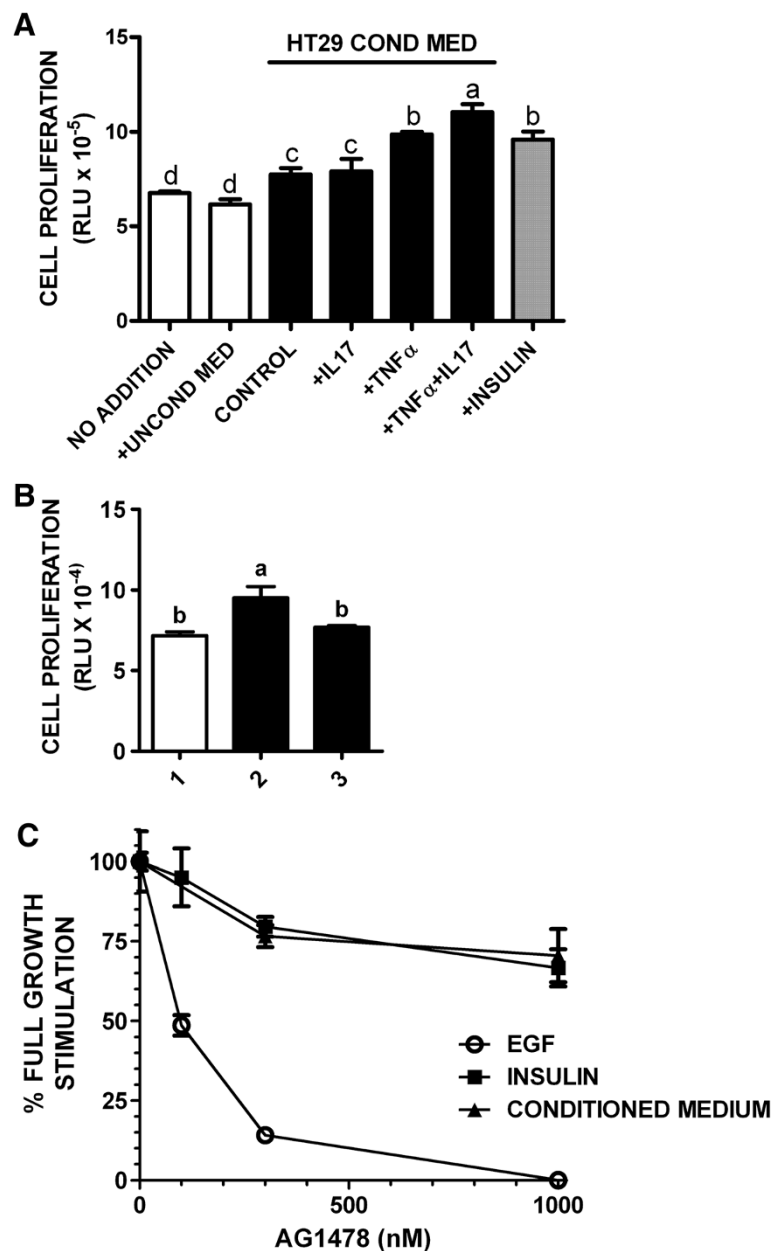 A
HT29 COND MED
CELL PROLIFERATION
(RLU x 10-5)
15
10
5
0
d
d
c
c
b
a
b
NO ADDITION
+UNCOND MED
CONTROL
+IL17
+TNFα
+TNFα+IL17
+INSULIN
B
CELL PROLIFERATION
(RLU X 10-4)
15
10
5
0
b
a
b
1
2
3
C
% FULL GROWTH
STIMULATION
100
75
50
25
0
EGF
INSULIN
CONDITIONED MEDIUM
0
500
1000
AG1478 (nM)